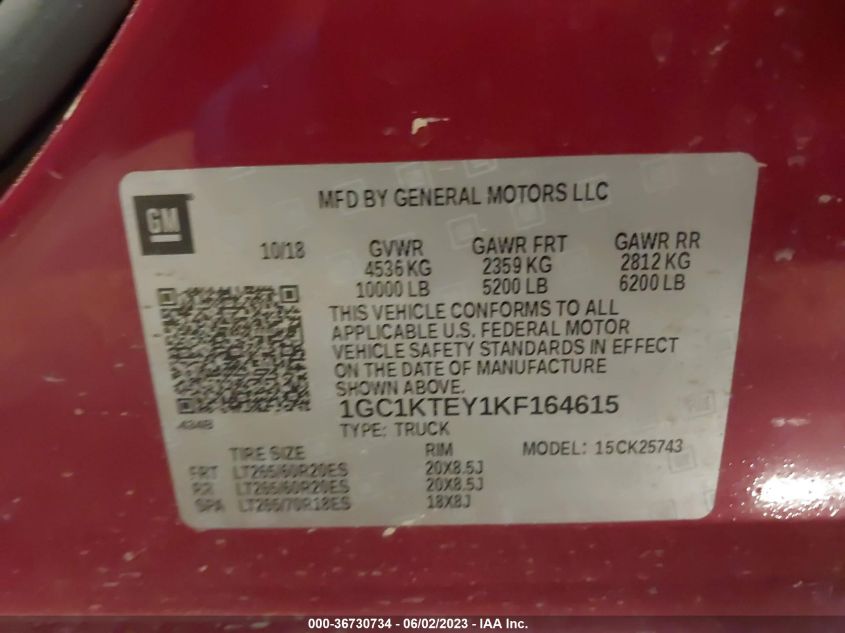 GM
MFD BY GENERAL MOTORS LLC
10/18 GVWR GAWR FRT GAWR RR
4536 KG 2359 KG 2812 KG
10000 LB 5200 LB 6200 LB
THIS VEHICLE CONFORMS TO ALL
APPLICABLE U.S. FEDERAL MOTOR
VEHICLE SAFETY STANDARDS IN EFFECT
ON THE DATE OF MANUFACTURE
SHOWN ABOVE.
1GC1KTEY1KF164615
434B
TYPE: TRUCK
TIRE SIZE RIM MODEL: 15CK25743
FRT LT265/60R20ES 20X8.5J
RR LT265/60R20ES 20X8.5J
SPA LT265/70R18ES 18X8J
000-36730734 - 06/02/2023 - IAA Inc.